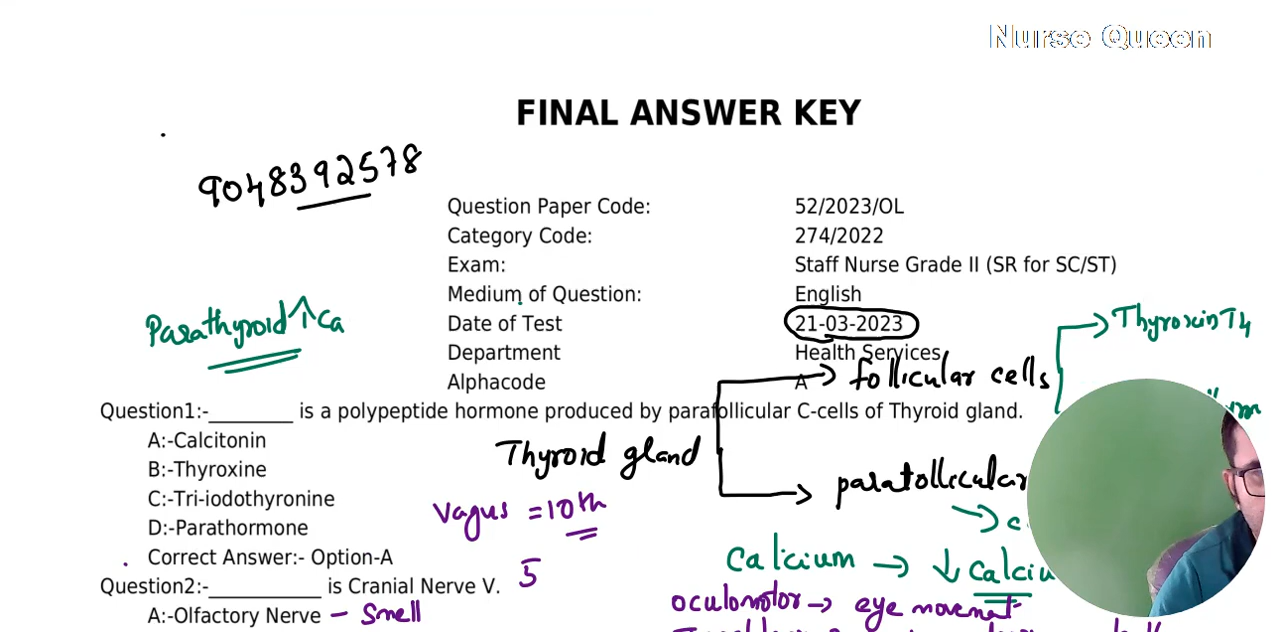 Nurse Queen
FINAL ANSWER KEY
9048392578
Question Paper Code: 52/2023/OL
Category Code: 274/2022
Exam: Staff Nurse Grade II (SR for SC/ST)
Medium of Question: English
Parathyroid ↑ Ca
Date of Test 21-03-2023
Thyroxin T4
Department Health Services
Alphacode A
follicular cells
Question1:-________ is a polypeptide hormone produced by parafollicular C-cells of Thyroid gland.
A:-Calcitonin
Thyroid gland
B:-Thyroxine
parafollicular
C:-Tri-iodothyronine
Vagus = 10th
D:-Parathormone
Correct Answer:- Option-A
Calcium → ↓
Question2:-___________ is Cranial Nerve V. 5
oculomotor → eye movement
A:-Olfactory Nerve - Smell